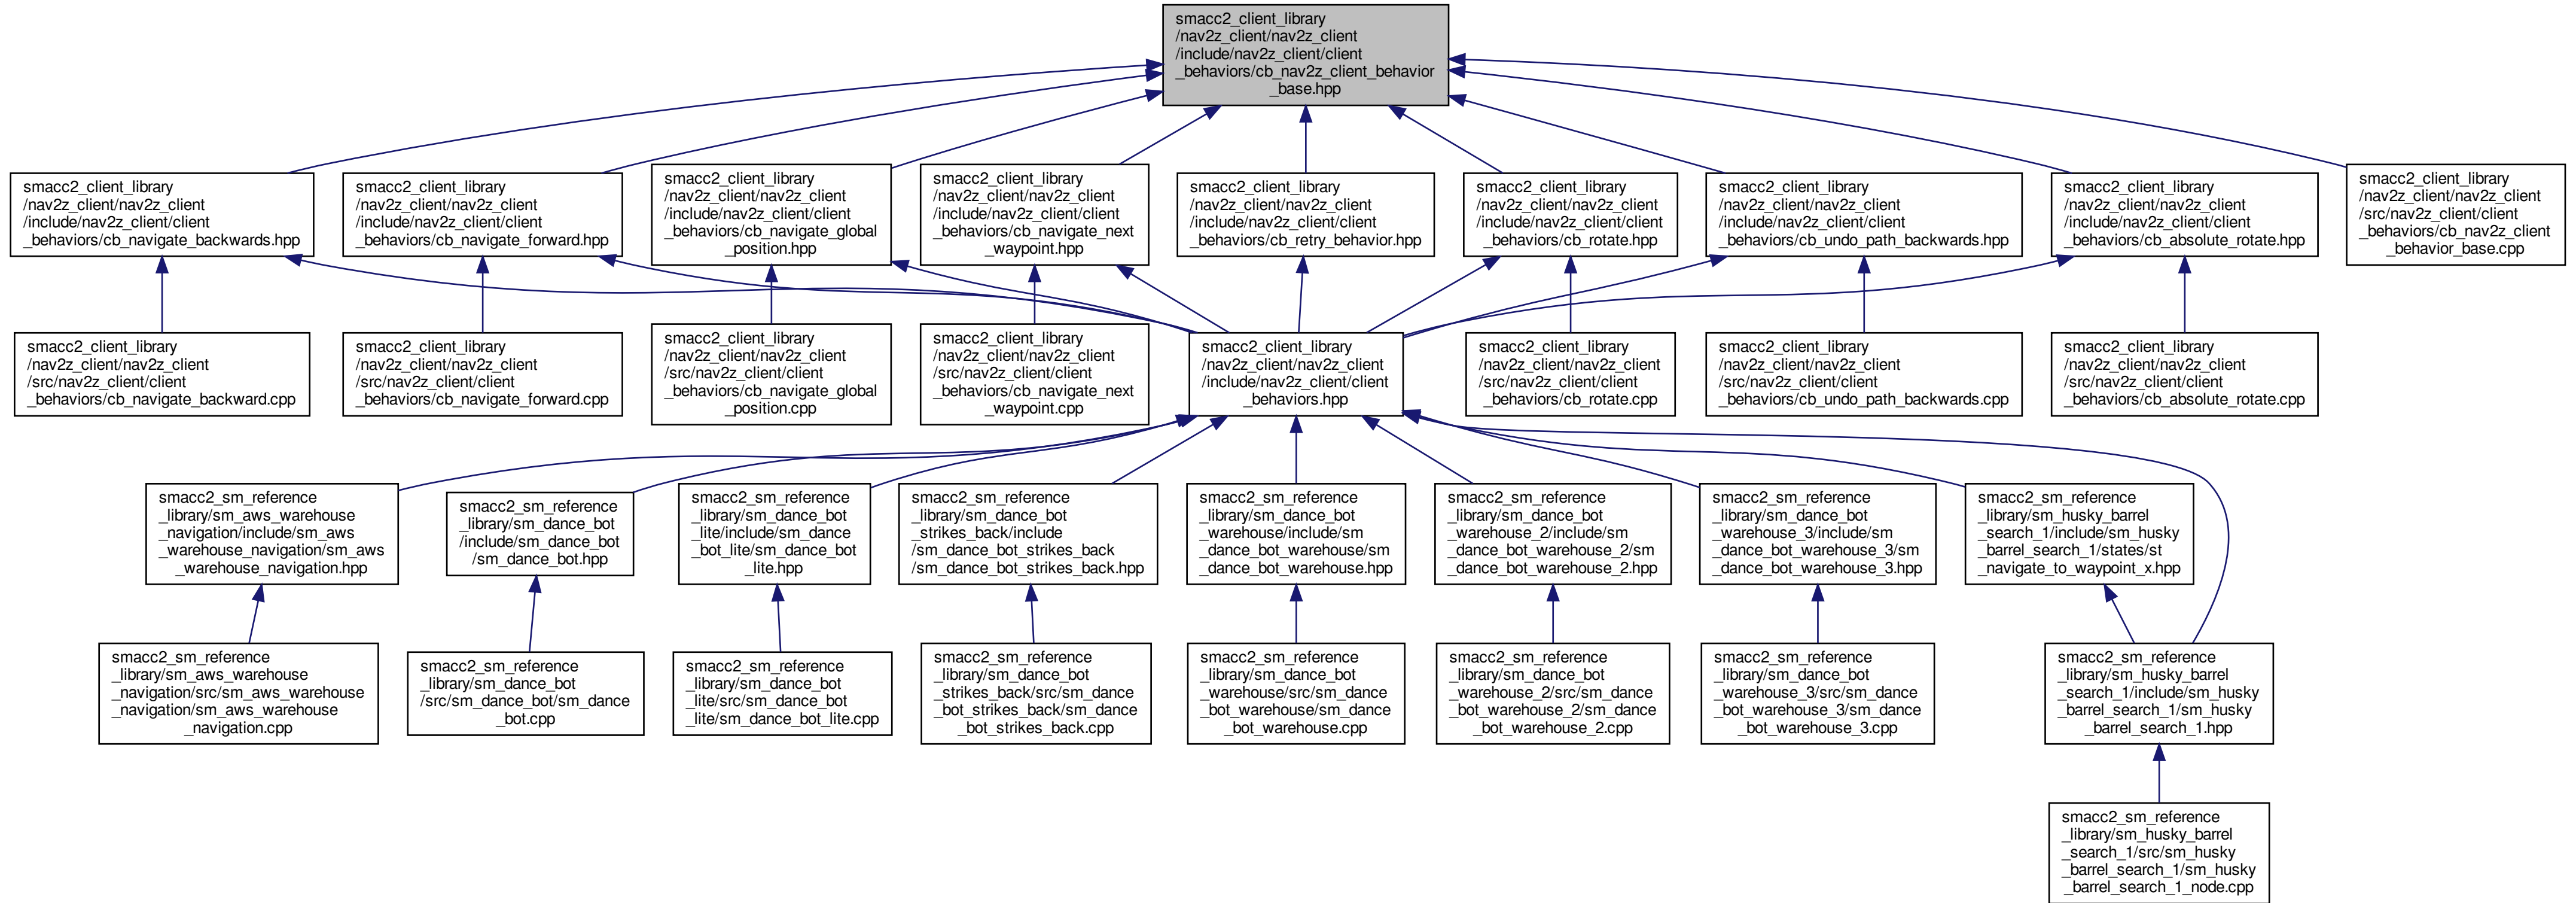 smacc2_client_library
/nav2z_client/nav2z_client
/include/nav2z_client/client
_behaviors/cb_nav2z_client_behavior
_base.hpp
smacc2_client_library
/nav2z_client/nav2z_client
/include/nav2z_client/client
_behaviors/cb_navigate_backwards.hpp
smacc2_client_library
/nav2z_client/nav2z_client
/include/nav2z_client/client
_behaviors/cb_navigate_forward.hpp
smacc2_client_library
/nav2z_client/nav2z_client
/include/nav2z_client/client
_behaviors/cb_navigate_global
_position.hpp
smacc2_client_library
/nav2z_client/nav2z_client
/include/nav2z_client/client
_behaviors/cb_navigate_next
_waypoint.hpp
smacc2_client_library
/nav2z_client/nav2z_client
/include/nav2z_client/client
_behaviors/cb_retry_behavior.hpp
smacc2_client_library
/nav2z_client/nav2z_client
/include/nav2z_client/client
_behaviors/cb_rotate.hpp
smacc2_client_library
/nav2z_client/nav2z_client
/include/nav2z_client/client
_behaviors/cb_undo_path_backwards.hpp
smacc2_client_library
/nav2z_client/nav2z_client
/include/nav2z_client/client
_behaviors/cb_absolute_rotate.hpp
smacc2_client_library
/nav2z_client/nav2z_client
/src/nav2z_client/client
_behaviors/cb_nav2z_client
_behavior_base.cpp
smacc2_client_library
/nav2z_client/nav2z_client
/src/nav2z_client/client
_behaviors/cb_navigate_backward.cpp
smacc2_client_library
/nav2z_client/nav2z_client
/src/nav2z_client/client
_behaviors/cb_navigate_forward.cpp
smacc2_client_library
/nav2z_client/nav2z_client
/src/nav2z_client/client
_behaviors/cb_navigate_global
_position.cpp
smacc2_client_library
/nav2z_client/nav2z_client
/src/nav2z_client/client
_behaviors/cb_navigate_next
_waypoint.cpp
smacc2_client_library
/nav2z_client/nav2z_client
/include/nav2z_client/client
_behaviors.hpp
smacc2_client_library
/nav2z_client/nav2z_client
/src/nav2z_client/client
_behaviors/cb_rotate.cpp
smacc2_client_library
/nav2z_client/nav2z_client
/src/nav2z_client/client
_behaviors/cb_undo_path_backwards.cpp
smacc2_client_library
/nav2z_client/nav2z_client
/src/nav2z_client/client
_behaviors/cb_absolute_rotate.cpp
smacc2_sm_reference
_library/sm_aws_warehouse
_navigation/include/sm_aws
_warehouse_navigation/sm_aws
_warehouse_navigation.hpp
smacc2_sm_reference
_library/sm_dance_bot
/include/sm_dance_bot
/sm_dance_bot.hpp
smacc2_sm_reference
_library/sm_dance_bot
_lite/include/sm_dance
_bot_lite/sm_dance_bot
_lite.hpp
smacc2_sm_reference
_library/sm_dance_bot
_strikes_back/include
/sm_dance_bot_strikes_back
/sm_dance_bot_strikes_back.hpp
smacc2_sm_reference
_library/sm_dance_bot
_warehouse/include/sm
_dance_bot_warehouse/sm
_dance_bot_warehouse.hpp
smacc2_sm_reference
_library/sm_dance_bot
_warehouse_2/include/sm
_dance_bot_warehouse_2/sm
_dance_bot_warehouse_2.hpp
smacc2_sm_reference
_library/sm_dance_bot
_warehouse_3/include/sm
_dance_bot_warehouse_3/sm
_dance_bot_warehouse_3.hpp
smacc2_sm_reference
_library/sm_husky_barrel
_search_1/include/sm_husky
_barrel_search_1/states/st
_navigate_to_waypoint_x.hpp
smacc2_sm_reference
_library/sm_aws_warehouse
_navigation/src/sm_aws_warehouse
_navigation/sm_aws_warehouse
_navigation.cpp
smacc2_sm_reference
_library/sm_dance_bot
/src/sm_dance_bot/sm_dance
_bot.cpp
smacc2_sm_reference
_library/sm_dance_bot
_lite/src/sm_dance_bot
_lite/sm_dance_bot_lite.cpp
smacc2_sm_reference
_library/sm_dance_bot
_strikes_back/src/sm_dance
_bot_strikes_back/sm_dance
_bot_strikes_back.cpp
smacc2_sm_reference
_library/sm_dance_bot
_warehouse/src/sm_dance
_bot_warehouse/sm_dance
_bot_warehouse.cpp
smacc2_sm_reference
_library/sm_dance_bot
_warehouse_2/src/sm_dance
_bot_warehouse_2/sm_dance
_bot_warehouse_2.cpp
smacc2_sm_reference
_library/sm_dance_bot
_warehouse_3/src/sm_dance
_bot_warehouse_3/sm_dance
_bot_warehouse_3.cpp
smacc2_sm_reference
_library/sm_husky_barrel
_search_1/include/sm_husky
_barrel_search_1/sm_husky
_barrel_search_1.hpp
smacc2_sm_reference
_library/sm_husky_barrel
_search_1/src/sm_husky
_barrel_search_1/sm_husky
_barrel_search_1_node.cpp